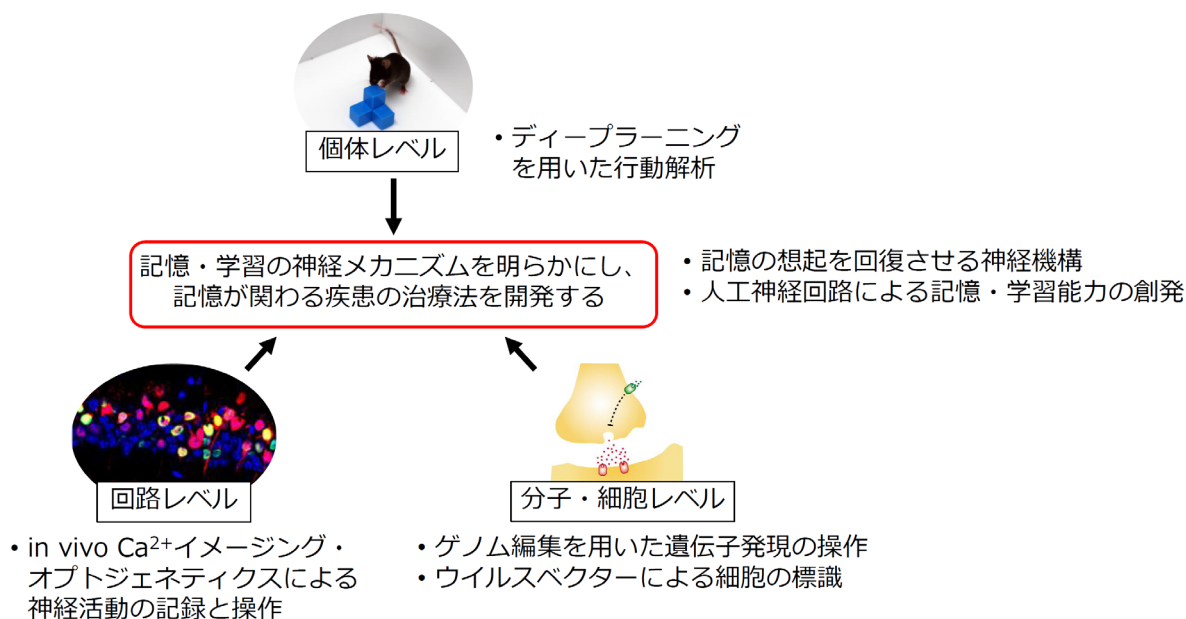 個体レベル
• ディープラーニング
を用いた行動解析
記憶・学習の神経メカニズムを明らかにし、
記憶が関わる疾患の治療法を開発する
• 記憶の想起を回復させる神経機構
• 人工神経回路による記憶・学習能力の創発
回路レベル
• in vivo Ca²⁺イメージング・
オプトジェネティクスによる
神経活動の記録と操作
分子・細胞レベル
• ゲノム編集を用いた遺伝子発現の操作
• ウイルスベクターによる細胞の標識